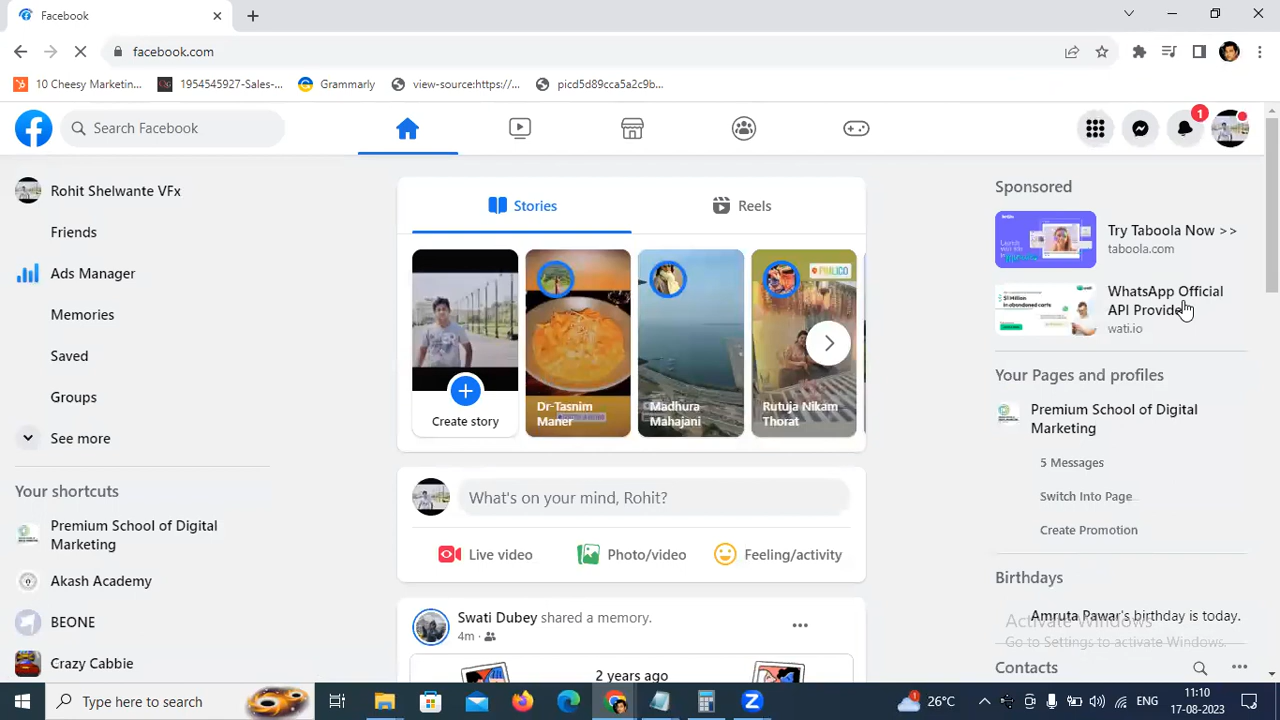 Facebook
facebook.com
10 Cheesy Marketin...
1954545927-Sales-...
Grammarly
view-source:https://...
picd5d89cca5a2c9b...
Search Facebook
1
Rohit Shelwante VFx
Friends
Ads Manager
Memories
Saved
Groups
See more
Your shortcuts
Premium School of Digital
Marketing
Akash Academy
BEONE
Crazy Cabbie
Stories
Reels
Create story
Dr-Tasnim
Maner
Madhura
Mahajani
PIMLICO
Rutuja Nikam
Thorat
What's on your mind, Rohit?
Live video
Photo/video
Feeling/activity
Swati Dubey shared a memory.
4m
2 years ago
Sponsored
Try Taboola Now >>
taboola.com
WhatsApp Official
API Provider
wati.io
Your Pages and profiles
Premium School of Digital
Marketing
5 Messages
Switch Into Page
Create Promotion
Birthdays
Amruta Pawar's birthday is today.
Activate Windows
Go to Settings to activate Windows.
Contacts
Type here to search
26°C
ENG
11:10
17-08-2023